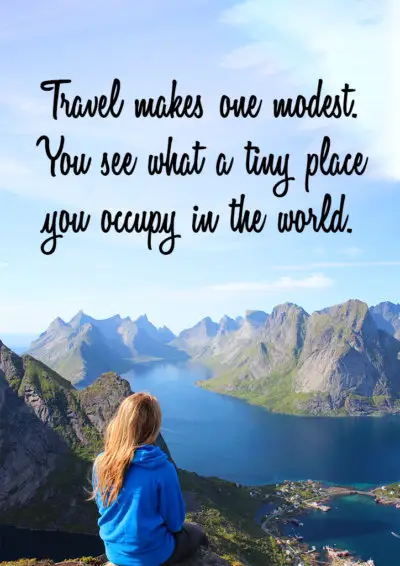 Travel makes one modest.
You see what a tiny place
you occupy in the world.